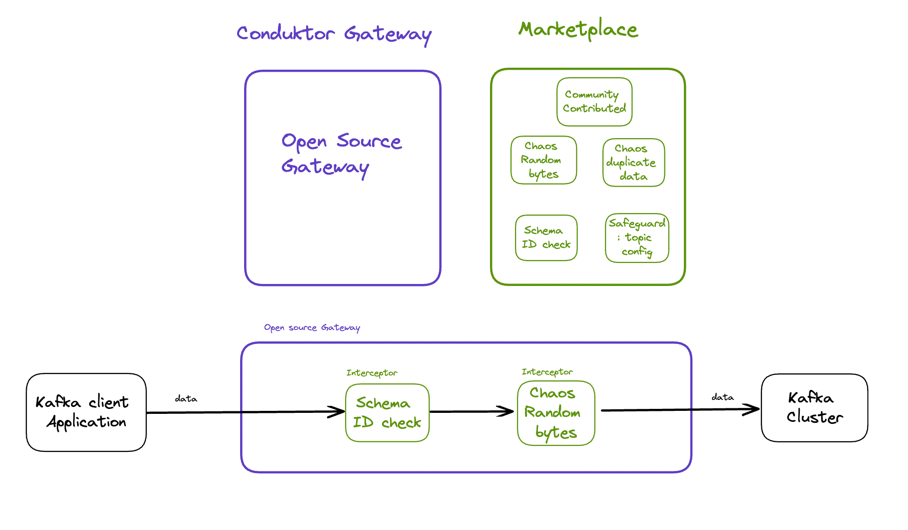 Conduktor Gateway
Marketplace
Open Source
Gateway
Community
Contributed
Chaos
Random
bytes
Chaos
duplicate
data
Schema
ID check
Safeguard
: topic
config
Open source Gateway
Kafka client
Application
data
Interceptor
Schema
ID check
Interceptor
Chaos
Random
bytes
data
Kafka
Cluster